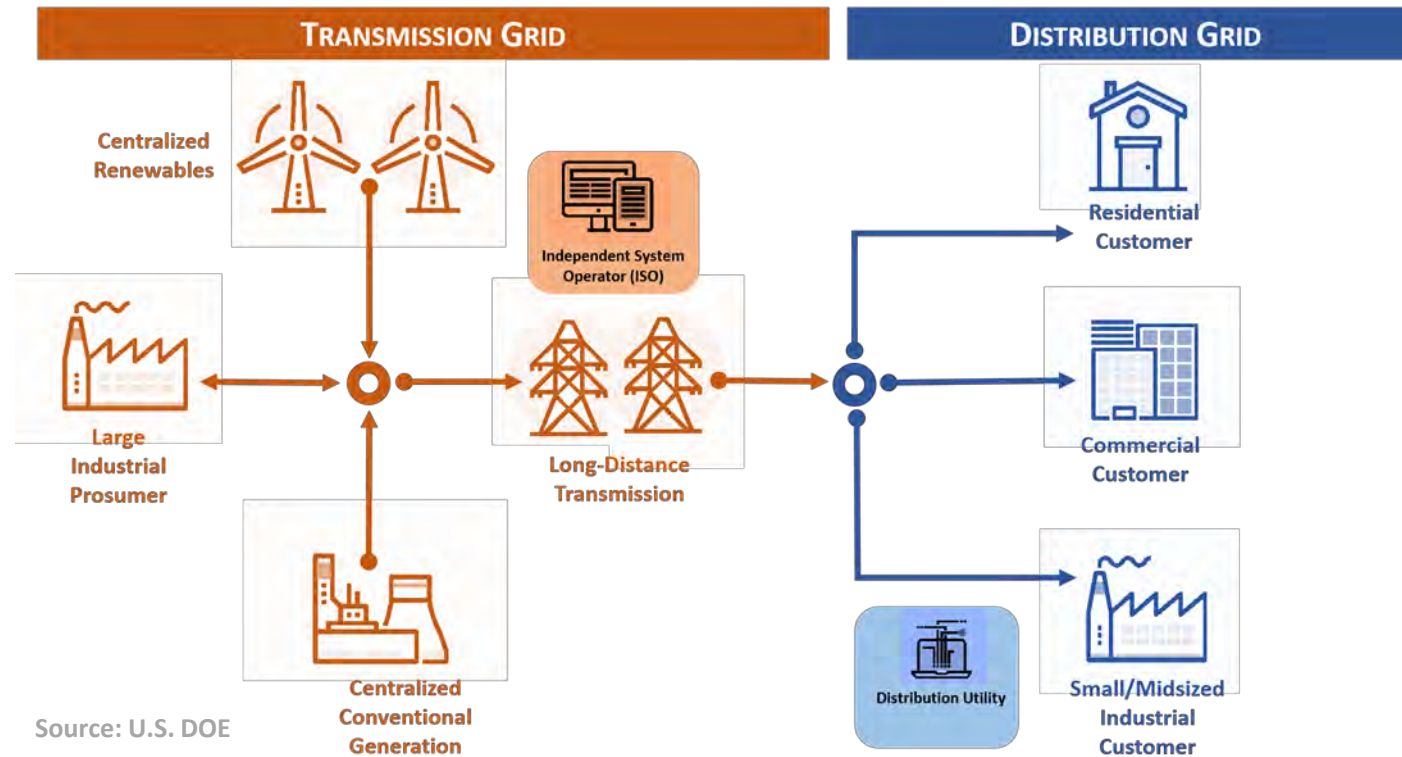 TRANSMISSION GRID
DISTRIBUTION GRID
Centralized
Renewables
Independent System
Operator (ISO)
Residential
Customer
Large
Industrial
Prosumer
Long-Distance
Transmission
Commercial
Customer
Distribution Utility
Centralized
Conventional
Generation
Small/Midsized
Industrial
Customer
Source: U.S. DOE